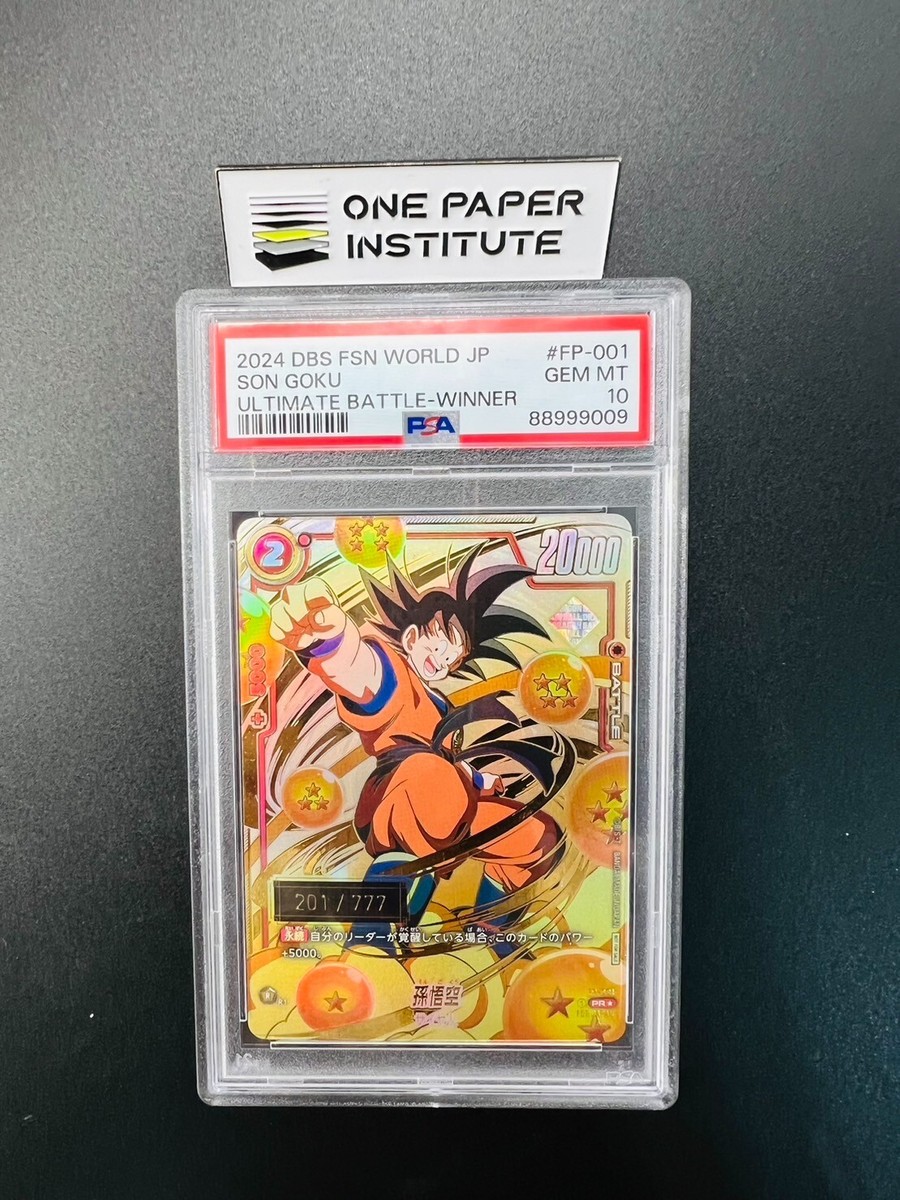 ONE PAPER
INSTITUTE
2024 DBS FSN WORLD JP #FP-001
SON GOKU GEM MT
ULTIMATE BATTLE-WINNER 10
PSA 88999009
2 20000
BATTLE
201/777
永続 自分のリーダーが覚醒している場合、このカードのパワー
+5000。
孫悟空
PR★